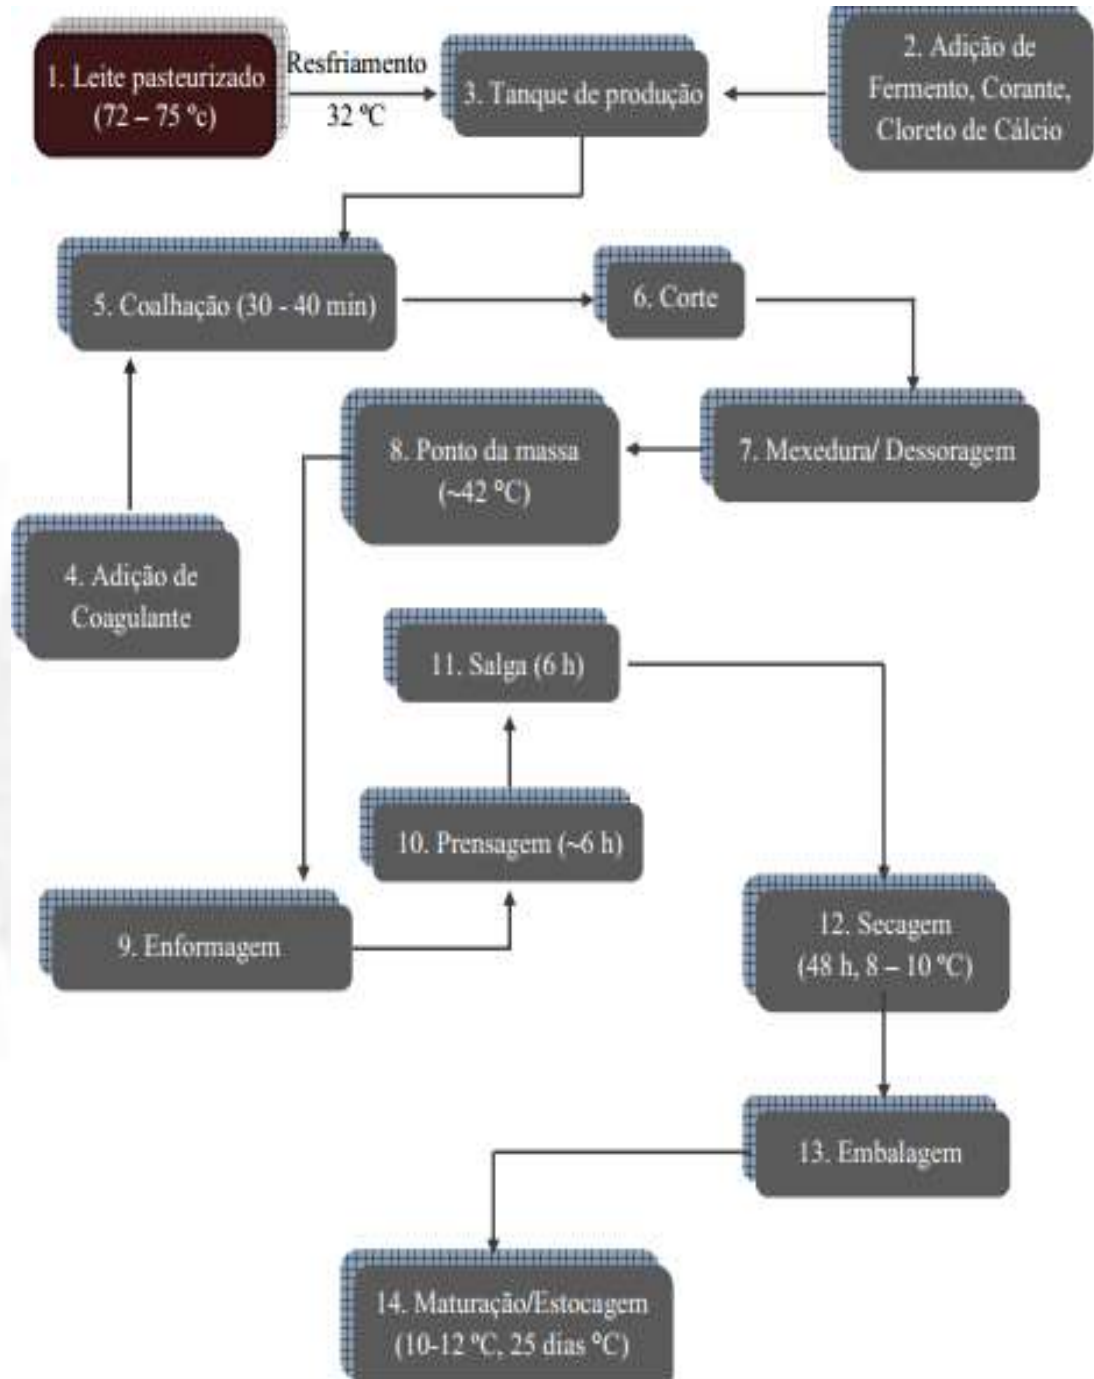 1. Leite pasteurizado
(72 – 75 ºc)
Resfriamento
32 ºC
3. Tanque de produção
2. Adição de
Fermento, Corante,
Cloreto de Cálcio
5. Coalhação (30 - 40 min)
6. Corte
8. Ponto da massa
(~42 ºC)
7. Mexedura/ Dessoragem
4. Adição de
Coagulante
11. Salga (6 h)
10. Prensagem (~6 h)
9. Enformagem
12. Secagem
(48 h, 8 – 10 ºC)
13. Embalagem
14. Maturação/Estocagem
(10-12 ºC, 25 dias ºC)